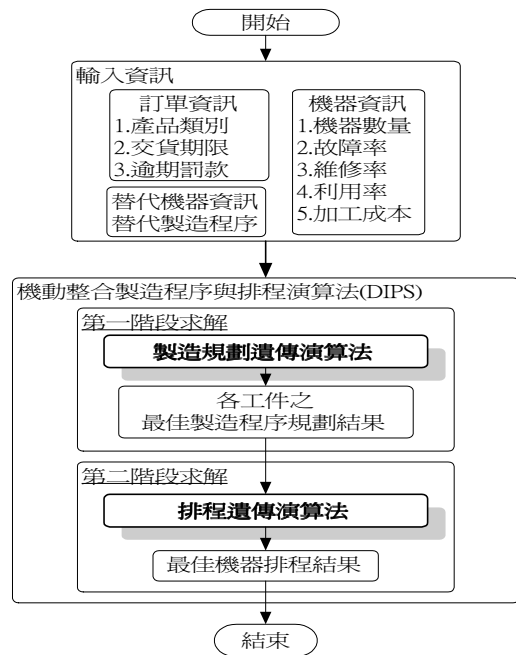 開始
輸入資訊
訂單資訊
1.產品類別
2.交貨期限
3.逾期罰款
替代機器資訊
替代製造程序
機器資訊
1.機器數量
2.故障率
3.維修率
4.利用率
5.加工成本
機動整合製造程序與排程演算法(DIPS)
第一階段求解
製造規劃遺傳演算法
各工件之
最佳製造程序規劃結果
第二階段求解
排程遺傳演算法
最佳機器排程結果
結束